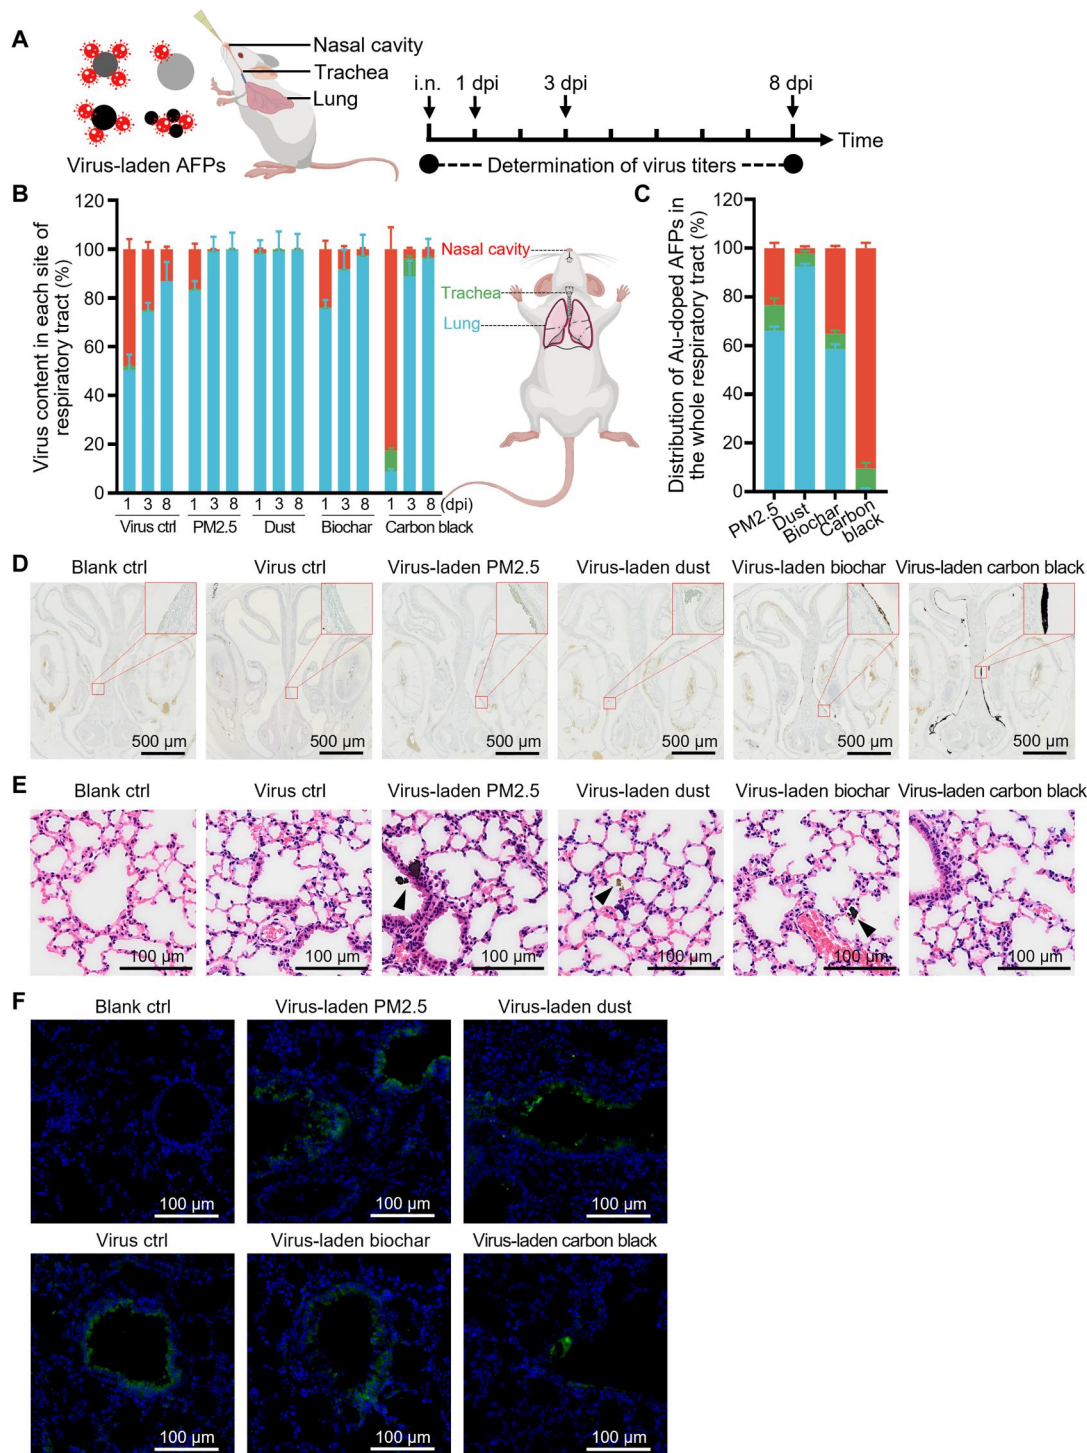 A
Nasal cavity
Trachea
Lung
Virus-laden AFPs
i.n. 1 dpi 3 dpi 8 dpi
Time
Determination of virus titers
B
Virus content in each site of
respiratory tract (%)
120
100
80
60
40
20
0
1 3 8 1 3 8 1 3 8 1 3 8 1 3 8 (dpi)
Virus ctrl PM2.5 Dust Biochar Carbon black
Nasal cavity
Trachea
Lung
C
Distribution of Au-doped AFPs in
the whole respiratory tract (%)
120
100
80
60
40
20
0
PM2.5
Dust
Biochar
Carbon
black
D
Blank ctrl Virus ctrl Virus-laden PM2.5 Virus-laden dust Virus-laden biochar Virus-laden carbon black
500 µm 500 µm 500 µm 500 µm 500 µm 500 µm
E
Blank ctrl Virus ctrl Virus-laden PM2.5 Virus-laden dust Virus-laden biochar Virus-laden carbon black
100 µm 100 µm 100 µm 100 µm 100 µm 100 µm
F
Blank ctrl Virus-laden PM2.5 Virus-laden dust
100 µm 100 µm 100 µm
Virus ctrl Virus-laden biochar Virus-laden carbon black
100 µm 100 µm 100 µm